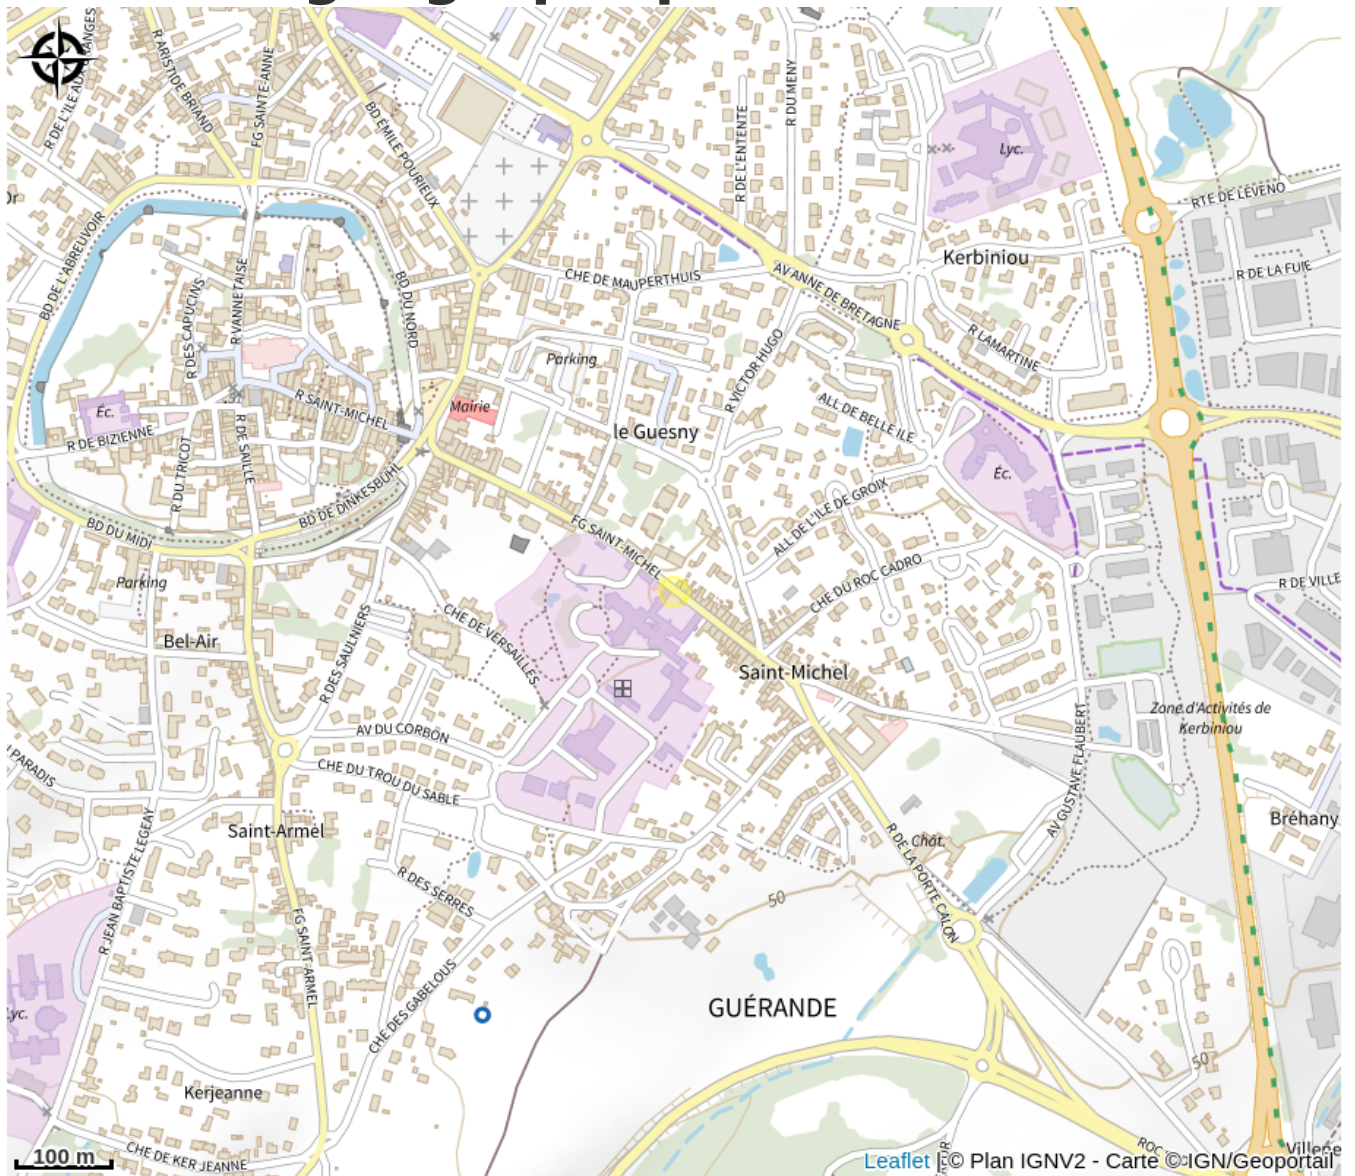 R DE L'ILE AUX GRANGES
R ARISTIDE BRIAND
FG SAINTE-ANNE
BD EMILE POURIEUX
R DE L'ENTENTE
R DU MENY
Lyc.
RTE DE LEVENO
BD DE L'ABREUVOIR
R DES CAPUCINS
R VANNETAISE
BD DU NORD
CHE DE MAUPERTHUIS
AV ANNE DE BRETAGNE
Kerbiniou
R DE LA FUIE
R LAMARTINE
Parking
R VICTOR HUGO
Éc.
R SAINT-MICHEL
Mairie
ALL DE BELLE ILE
le Guesny
R DE BIZIENNE
R DU TRICOT
R DE SAILLE
Éc.
BD DE DINKESBUHL
ALL DE L'ILE DE GROIX
BD DU MIDI
FG SAINT-MICHEL
CHE DU ROC CADRO
R DE VILLE
Parking
Bel-Air
R DES SAULNIERS
CHE DE VERSAILLES
Saint-Michel
Zone d'Activités de
Kerbiniou
AV DU CORBON
PARADIS
CHE DU TROU DU SABLE
AV GUSTAVE FLAUBERT
Saint-Armel
Bréhany
Chât.
R DE LA PORTE CALON
R JEAN BAPTISTE LEGEAY
R DES SERRES
50
FG SAINT-ARMEL
CHE DES GABELOUS
GUÉRANDE
Lyc.
50
Kerjeanne
CHE DE KER JEANNE
ROC
100 m
Leaflet | © Plan IGNV2 - Carte © IGN/Geoportail